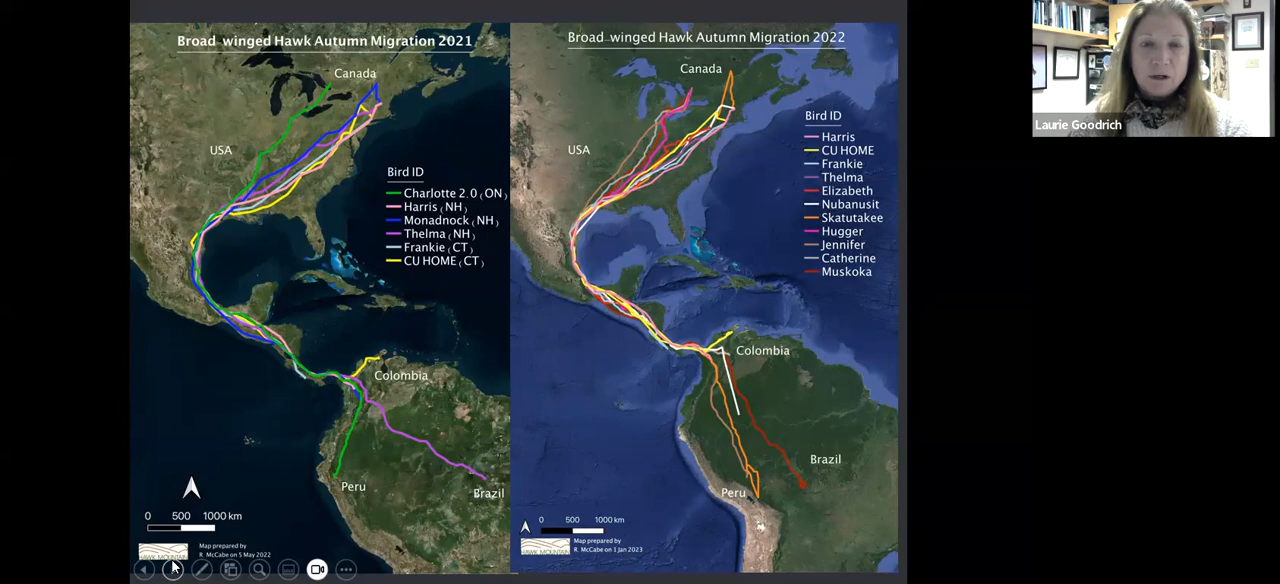 Broad-winged Hawk Autumn Migration 2021
Canada
USA
Bird ID
Charlotte 2.0 (ON)
Harris (NH)
Monadnock (NH)
Thelma (NH)
Frankie (CT)
CU HOME (CT)
Colombia
Peru
Brazil
0 500 1000 km
HAWK MOUNTAIN
Map prepared by
R. McCabe on 5 May 2022
Broad-winged Hawk Autumn Migration 2022
Canada
USA
Bird ID
Harris
CU HOME
Frankie
Thelma
Elizabeth
Nubanusit
Skatutakee
Hugger
Jennifer
Catherine
Muskoka
Colombia
Brazil
Peru
0 500 1000 km
HAWK MOUNTAIN
Map prepared by
R. McCabe on 1 Jan 2023
Laurie Goodrich